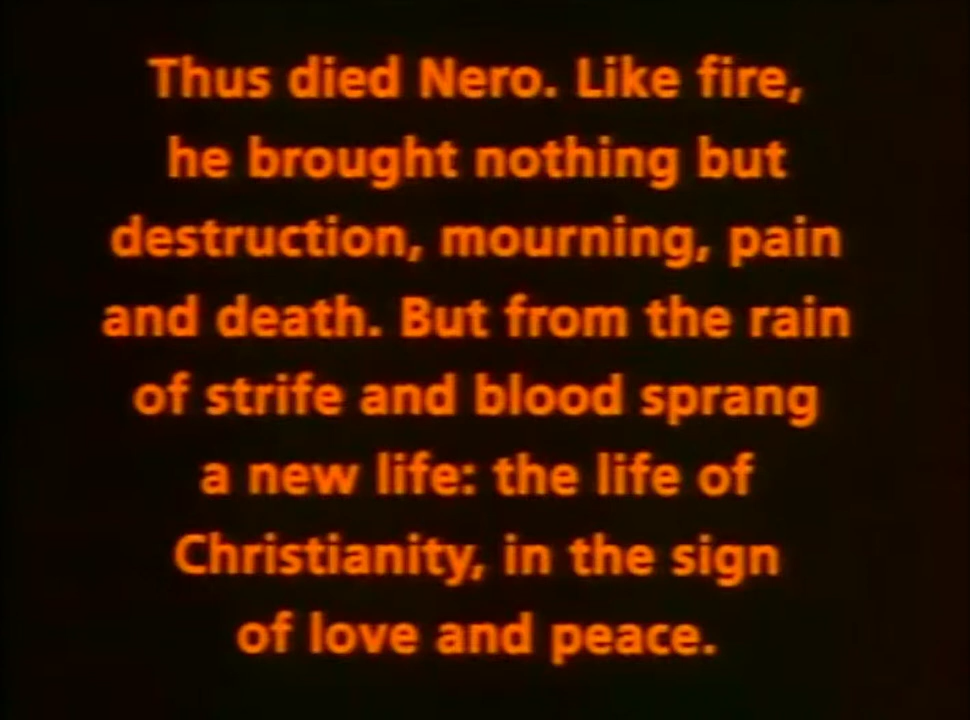 Thus died Nero. Like fire,
he brought nothing but
destruction, mourning, pain
and death. But from the rain
of strife and blood sprang
a new life: the life of
Christianity, in the sign
of love and peace.